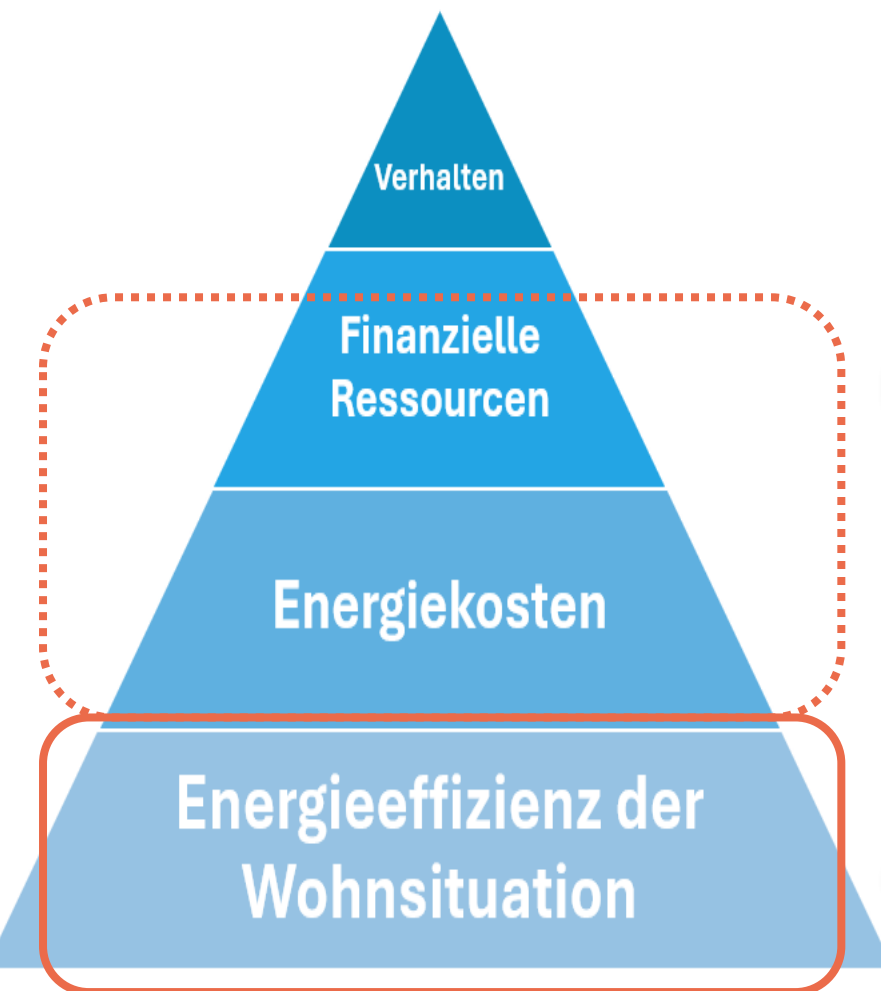 Verhalten
Finanzielle
Ressourcen
Energiekosten
Energieeffizienz der
Wohnsituation